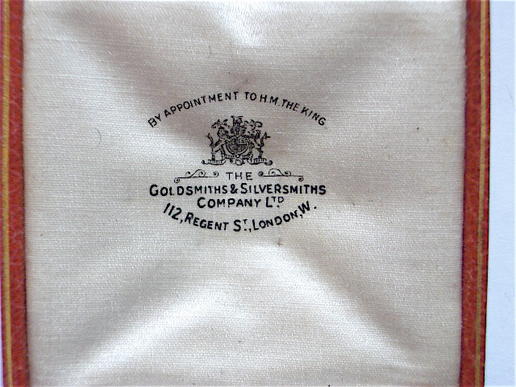 BY APPOINTMENT TO H.M. THE KING
THE
GOLDSMITHS & SILVERSMITHS
COMPANY LTD
112, REGENT ST., LONDON, W.